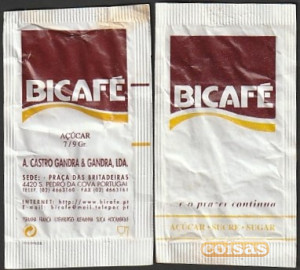 BICAFÉ
AÇÚCAR
7/9 Gr.
A. CASTRO GANDRA & GANDRA, LDA.
SEDE: - PRAÇA DAS BRITADEIRAS
4420 S. PEDRO DA COVA PORTUGAL
INTERNET: http://www.bicafe.pt
BICAFÉ
e o prazer continua
AÇÚCAR - SUCRE - SUGAR
coisas